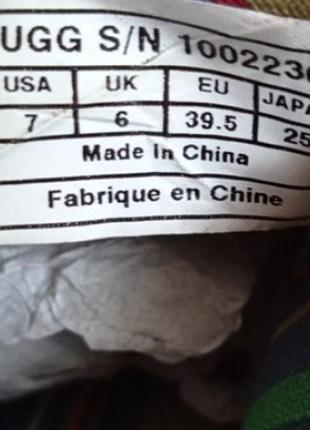 UGG S/N 100223
USA UK EU JAPA
7 6 39.5 25
Made In China
Fabrique en Chine